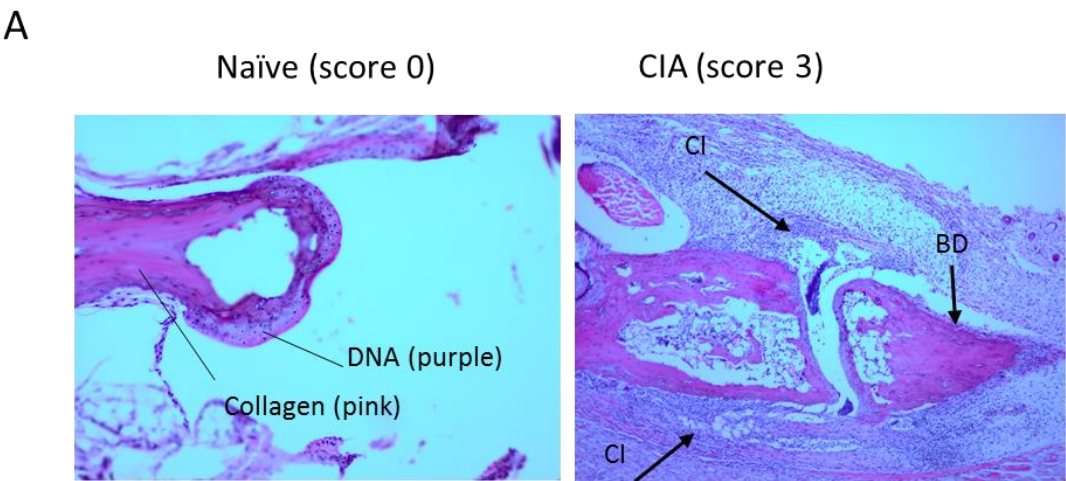 A
Naïve (score 0)
CIA (score 3)
CI
BD
DNA (purple)
Collagen (pink)
CI